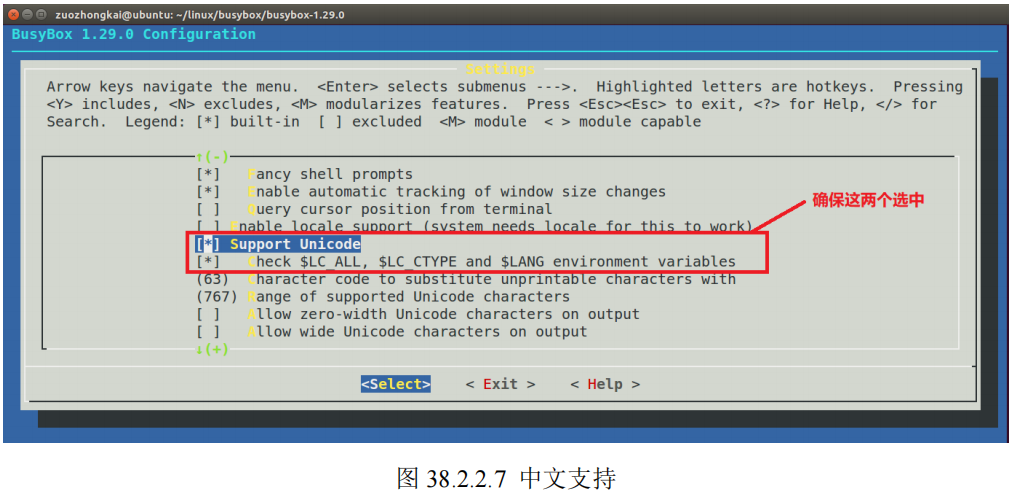 zuozhongkai@ubuntu: ~/linux/busybox/busybox-1.29.0
BusyBox 1.29.0 Configuration
Settings
Arrow keys navigate the menu.  <Enter> selects submenus --->.  Highlighted letters are hotkeys.  Pressing
<Y> includes, <N> excludes, <M> modularizes features.  Press <Esc><Esc> to exit, <?> for Help, </> for
Search.  Legend: [*] built-in  [ ] excluded  <M> module  < > module capable
↑(-)
[*]   Fancy shell prompts
[*]   Enable automatic tracking of window size changes
[ ]   Query cursor position from terminal
[ ] Enable locale support (system needs locale for this to work)
确保这两个选中
[*] Support Unicode
[*]   Check $LC_ALL, $LC_CTYPE and $LANG environment variables
(63)  Character code to substitute unprintable characters with
(767) Range of supported Unicode characters
[ ]   Allow zero-width Unicode characters on output
[ ]   Allow wide Unicode characters on output
↓(+)
<Select>    < Exit >    < Help >
图 38.2.2.7 中文支持